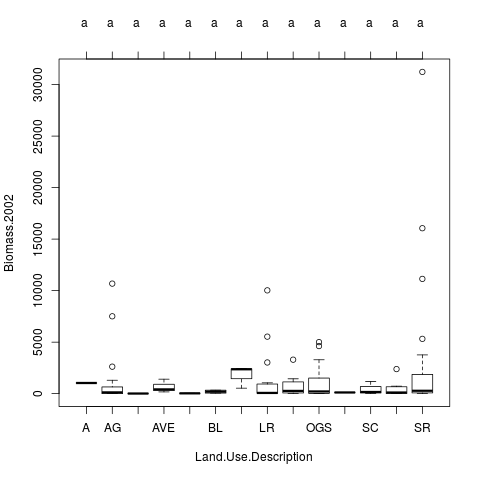 a a a a a a a a a a a a a a
Biomass.2002
30000
25000
20000
15000
10000
5000
0
A AG AVE BL LR OGS SC SR
Land.Use.Description